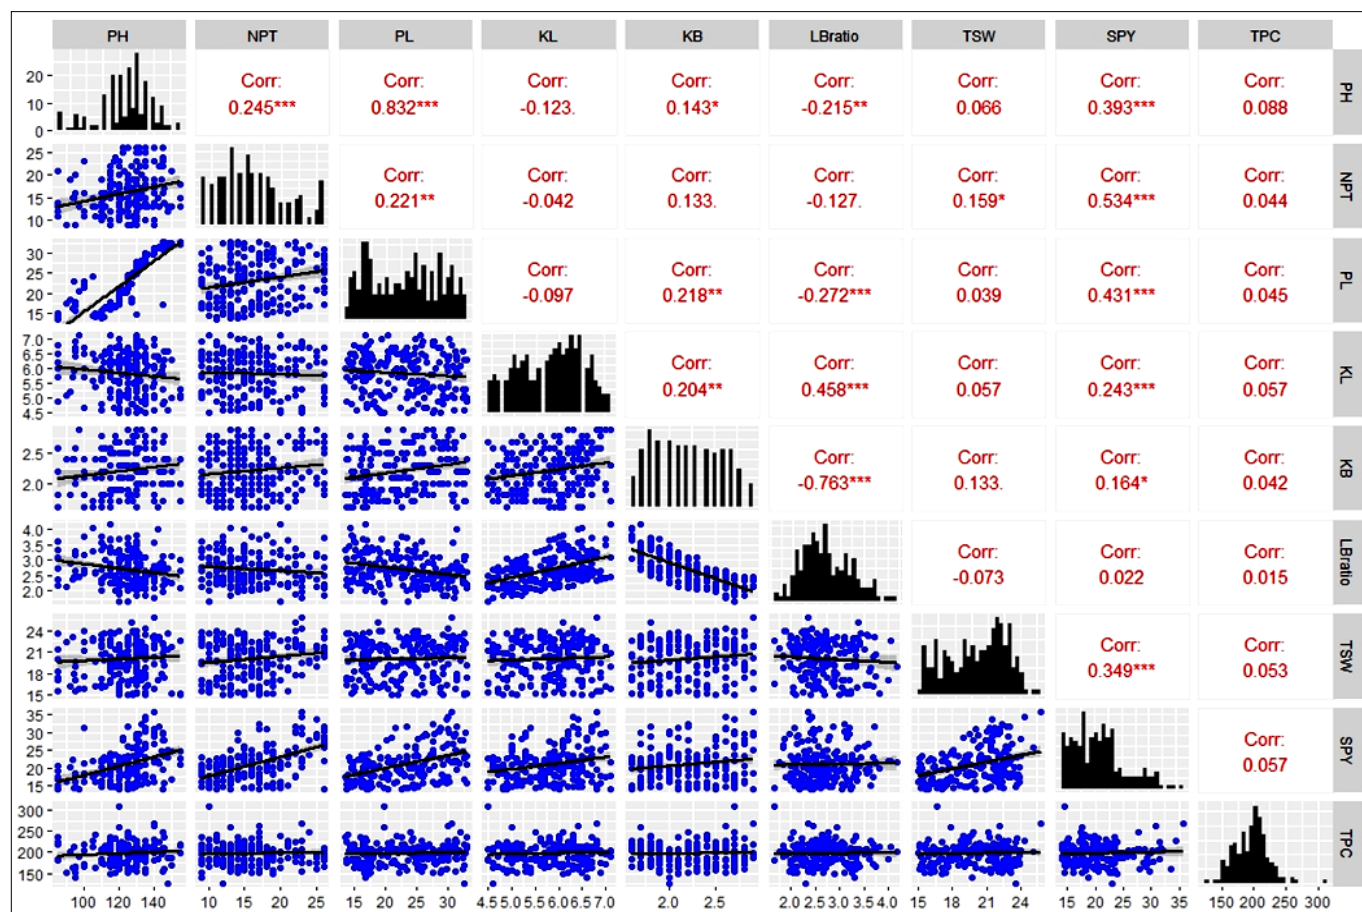 PH NPT PL KL KB LBratio TSW SPY TPC
Corr: Corr: Corr: Corr: Corr: Corr: Corr: Corr:
0.245*** 0.832*** -0.123. 0.143* -0.215** 0.066 0.393*** 0.088
PH
20
10
0
Corr: Corr: Corr: Corr: Corr: Corr: Corr:
0.221** -0.042 0.133. -0.127. 0.159* 0.534*** 0.044
NPT
25
20
15
10
Corr: Corr: Corr: Corr: Corr: Corr:
-0.097 0.218** -0.272*** 0.039 0.431*** 0.045
PL
30
25
20
15
Corr: Corr: Corr: Corr: Corr:
0.204** 0.458*** 0.057 0.243*** 0.057
KL
7.0
6.5
6.0
5.5
5.0
4.5
Corr: Corr: Corr: Corr:
-0.763*** 0.133. 0.164* 0.042
KB
2.5
2.0
Corr: Corr: Corr:
-0.073 0.022 0.015
LBratio
4.0
3.5
3.0
2.5
2.0
Corr: Corr:
0.349*** 0.053
TSW
24
21
18
15
Corr:
0.057
SPY
35
30
25
20
15
TPC
300
250
200
150
100 120 140 10 15 20 25 15 20 25 30 4.5 5.0 5.5 6.0 6.5 7.0 2.0 2.5 2.0 2.5 3.0 3.5 4.0 15 18 21 24 15 20 25 30 35 150 200 250 300